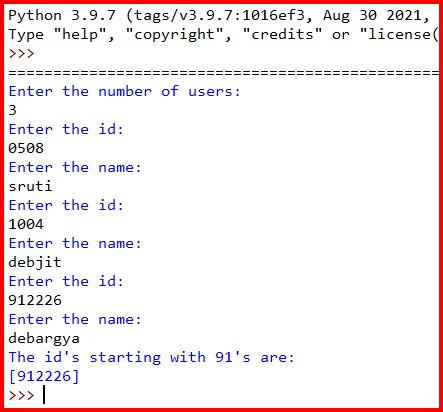 Python 3.9.7 (tags/v3.9.7:1016ef3, Aug 30 2021,
Type "help", "copyright", "credits" or "license(
>>>
================================================
Enter the number of users:
3
Enter the id:
0508
Enter the name:
sruti
Enter the id:
1004
Enter the name:
debjit
Enter the id:
912226
Enter the name:
debargya
The id's starting with 91's are:
[912226]
>>>